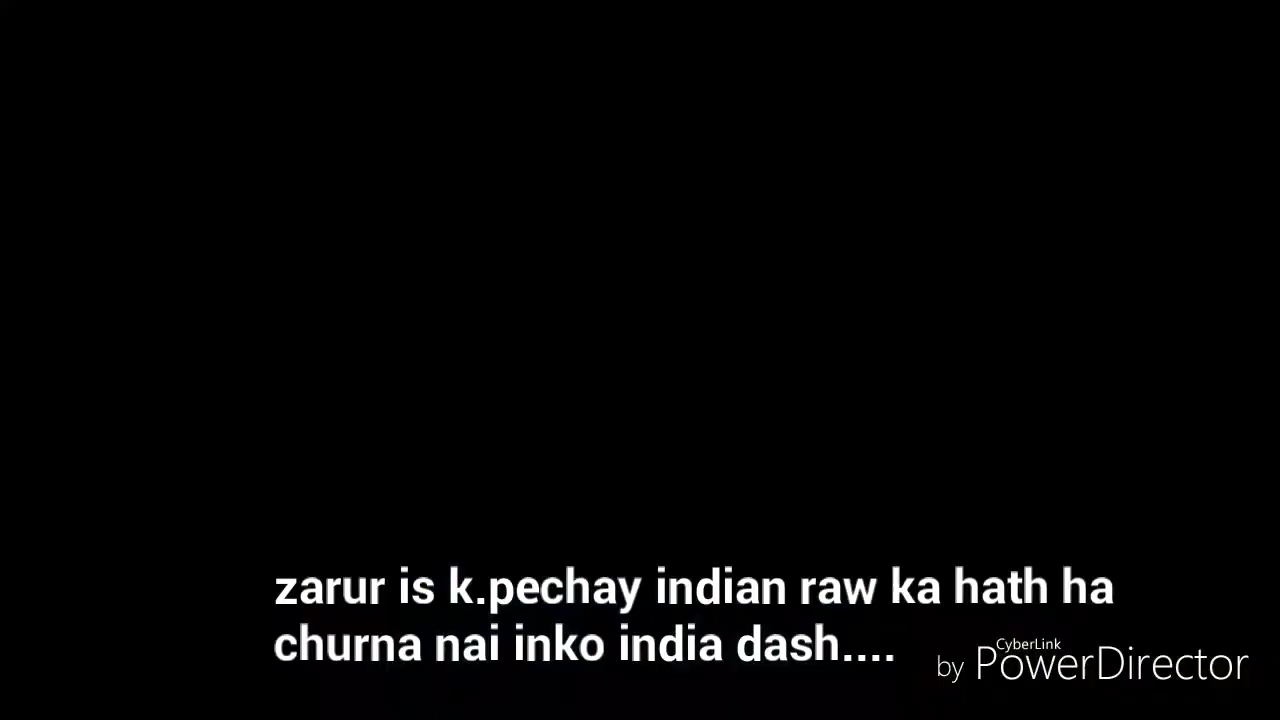 zarur is k.pechay indian raw ka hath ha
churna nai inko india dash....
CyberLink
by PowerDirector